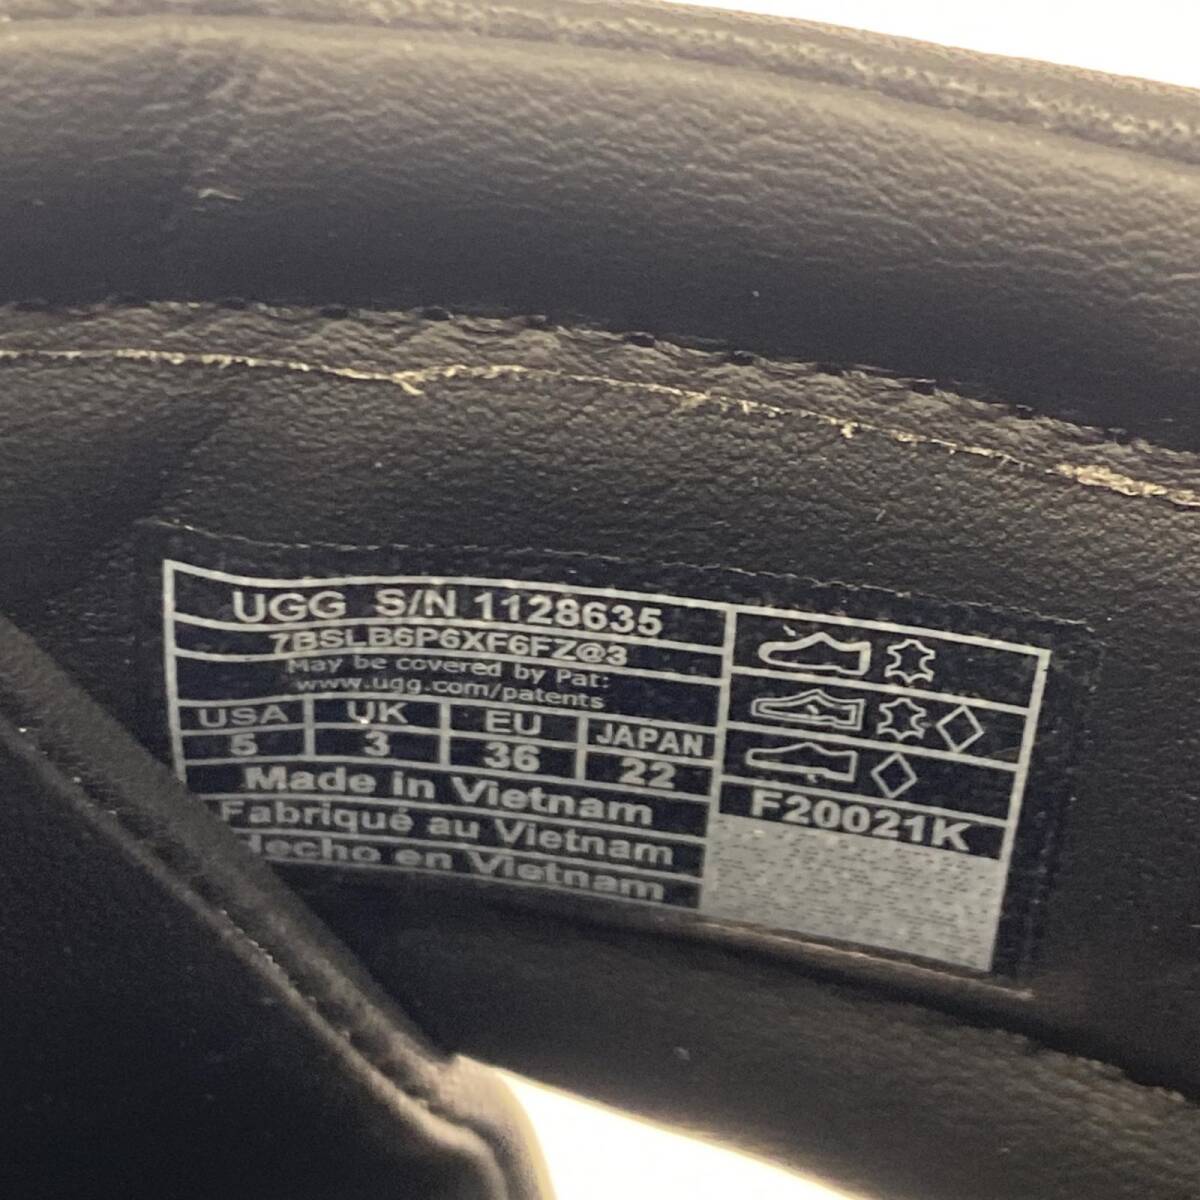 UGG S/N 1128635
7BSLB6P6XF6FZ@3
May be covered by Pat:
www.ugg.com/patents
USA UK EU JAPAN
5 3 36 22
Made in Vietnam
Fabriqué au Vietnam
Hecho en Vietnam
F20021K